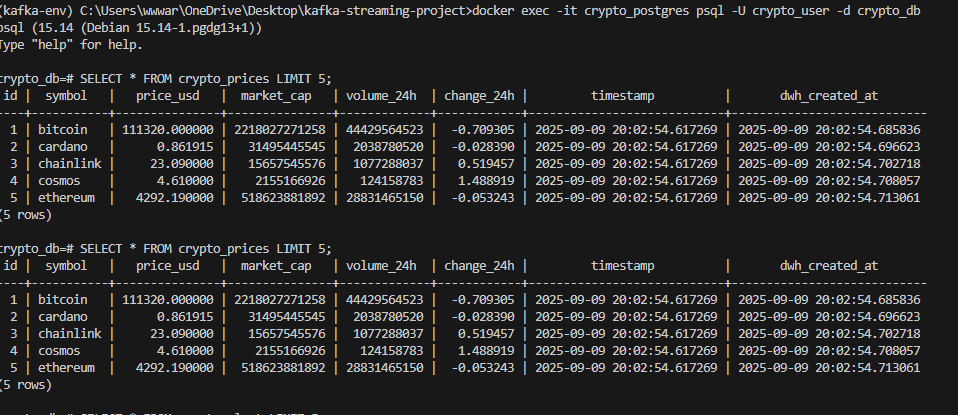 (kafka-env) C:\Users\wwwar\OneDrive\Desktop\kafka-streaming-project>docker exec -it crypto_postgres psql -U crypto_user -d crypto_db
psql (15.14 (Debian 15.14-1.pgdg13+1))
Type "help" for help.
crypto_db=# SELECT * FROM crypto_prices LIMIT 5;
id | symbol | price_usd | market_cap | volume_24h | change_24h | timestamp | dwh_created_at
----+-----------+---------------+---------------+-------------+------------+----------------------------+----------------------------
1 | bitcoin | 111320.000000 | 2218027271258 | 44429564523 | -0.709305 | 2025-09-09 20:02:54.617269 | 2025-09-09 20:02:54.685836
2 | cardano | 0.861915 | 31495445545 | 2038780520 | -0.028390 | 2025-09-09 20:02:54.617269 | 2025-09-09 20:02:54.696623
3 | chainlink | 23.090000 | 15657545576 | 1077288037 | 0.519457 | 2025-09-09 20:02:54.617269 | 2025-09-09 20:02:54.702718
4 | cosmos | 4.610000 | 2155166926 | 124158783 | 1.488919 | 2025-09-09 20:02:54.617269 | 2025-09-09 20:02:54.708057
5 | ethereum | 4292.190000 | 518623881892 | 28831465150 | -0.053243 | 2025-09-09 20:02:54.617269 | 2025-09-09 20:02:54.713061
(5 rows)
crypto_db=# SELECT * FROM crypto_prices LIMIT 5;
id | symbol | price_usd | market_cap | volume_24h | change_24h | timestamp | dwh_created_at
----+-----------+---------------+---------------+-------------+------------+----------------------------+----------------------------
1 | bitcoin | 111320.000000 | 2218027271258 | 44429564523 | -0.709305 | 2025-09-09 20:02:54.617269 | 2025-09-09 20:02:54.685836
2 | cardano | 0.861915 | 31495445545 | 2038780520 | -0.028390 | 2025-09-09 20:02:54.617269 | 2025-09-09 20:02:54.696623
3 | chainlink | 23.090000 | 15657545576 | 1077288037 | 0.519457 | 2025-09-09 20:02:54.617269 | 2025-09-09 20:02:54.702718
4 | cosmos | 4.610000 | 2155166926 | 124158783 | 1.488919 | 2025-09-09 20:02:54.617269 | 2025-09-09 20:02:54.708057
5 | ethereum | 4292.190000 | 518623881892 | 28831465150 | -0.053243 | 2025-09-09 20:02:54.617269 | 2025-09-09 20:02:54.713061
(5 rows)